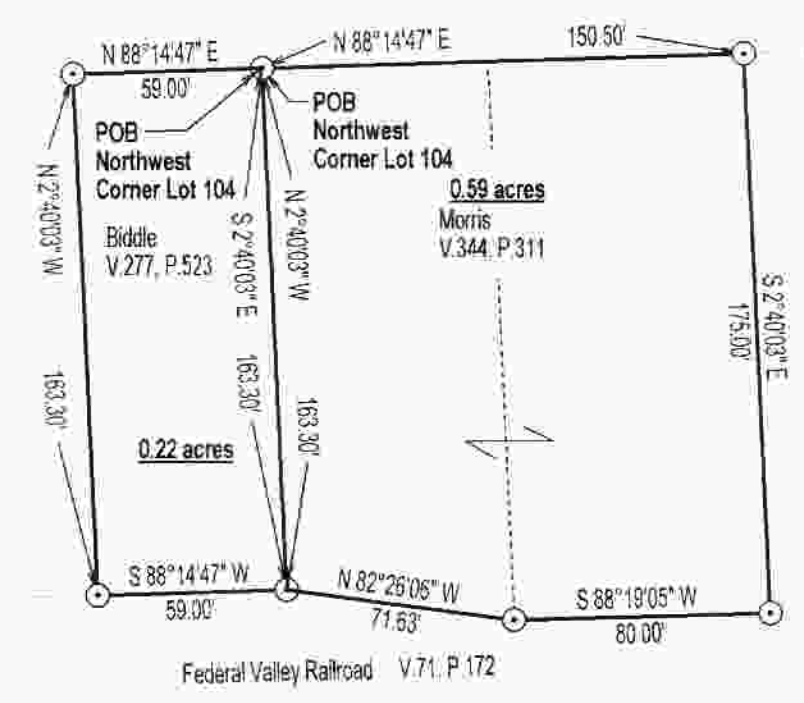 N 88°14'47" E
59.00'
N 88°14'47" E
150.50'
POB
Northwest
Corner Lot 104
POB
Northwest
Corner Lot 104
Biddle
V.277, P.523
0.59 acres
Morris
V.344, P.311
N 2°40'03" W
163.30'
S 2°40'03" E
163.30'
N 2°40'03" W
163.30'
S 2°40'03" E
175.00'
0.22 acres
S 88°14'47" W
59.00'
N 82°26'06" W
71.63'
S 88°19'05" W
80.00'
Federal Valley Railroad V.71, P.172